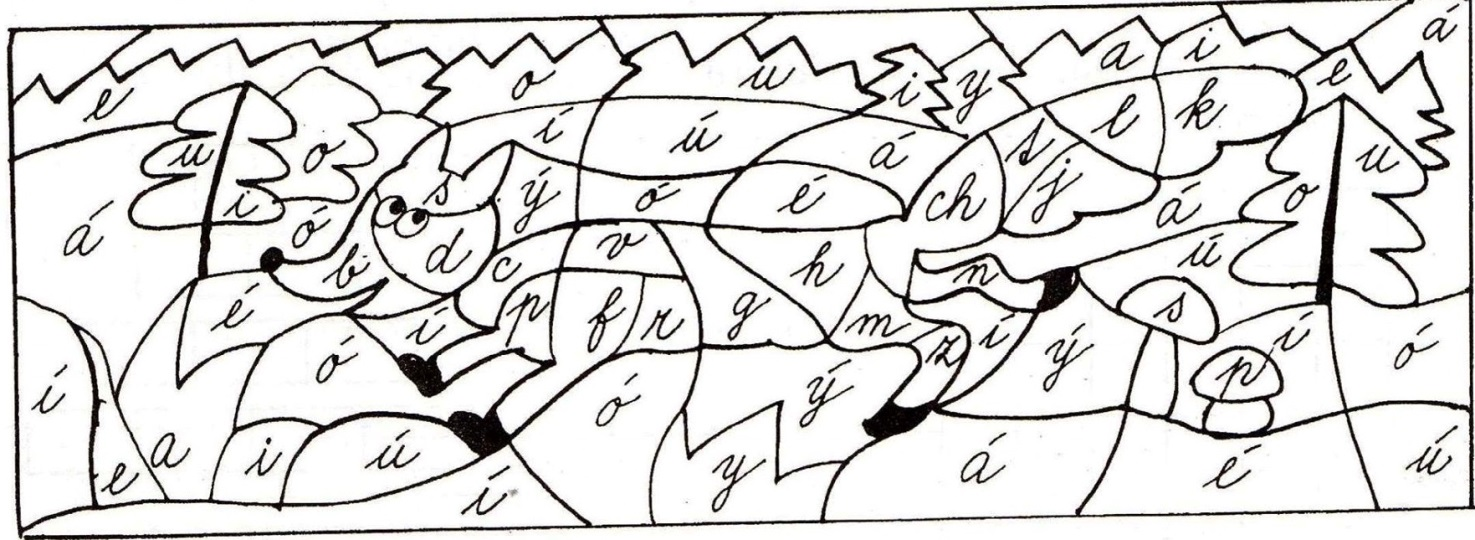 á
a i
e o u i y e
l k
í ú s
u o á u
s ý ó é ch j á o
i
á ó v
b d c h n ú
é í p f r g m s
z í ý í ó
í ó ý p
ó
a i ú y á é ú
e í